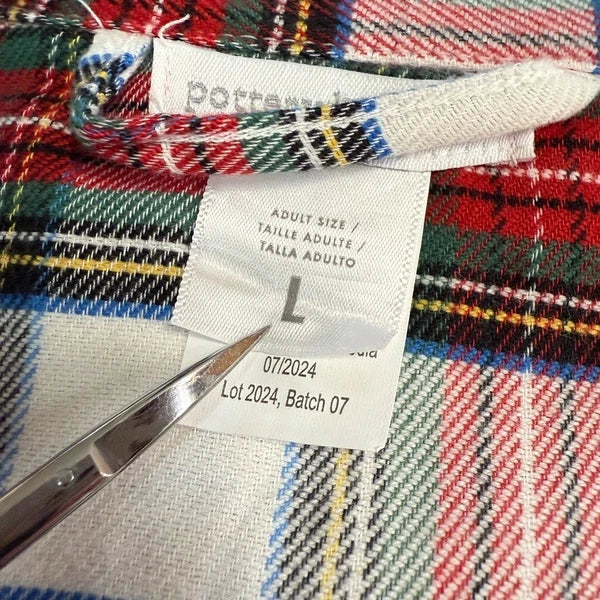 ADULT SIZE /
TAILLE ADULTE /
TALLA ADULTO
L
07/2024
Lot 2024, Batch 07